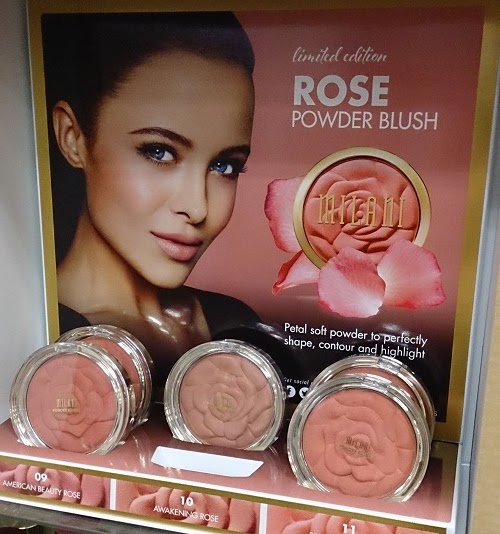 limited edition
ROSE
POWDER BLUSH
MILANI
Petal soft powder to perfectly
shape, contour and highlight
MILANI
MILANI
MILANI
09
AMERICAN BEAUTY ROSE
10
AWAKENING ROSE
11